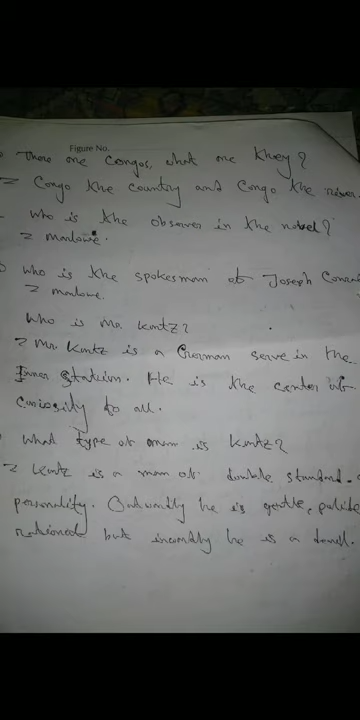 Figure No.
There are Congos, what are they?
Congo the country and Congo the river.
Who is the observer in the novel?
Marlowe.
Who is the spokesman of Joseph Conrad
Marlowe.
Who is Mr. Kurtz?
Mr. Kurtz is a German serve in the
Inner station. He is the center of
curiosity to all.
What type of man is Kurtz?
Kurtz is a man of double standard
personality. Outwardly he is gentle, polite
rational but inwardly he is a